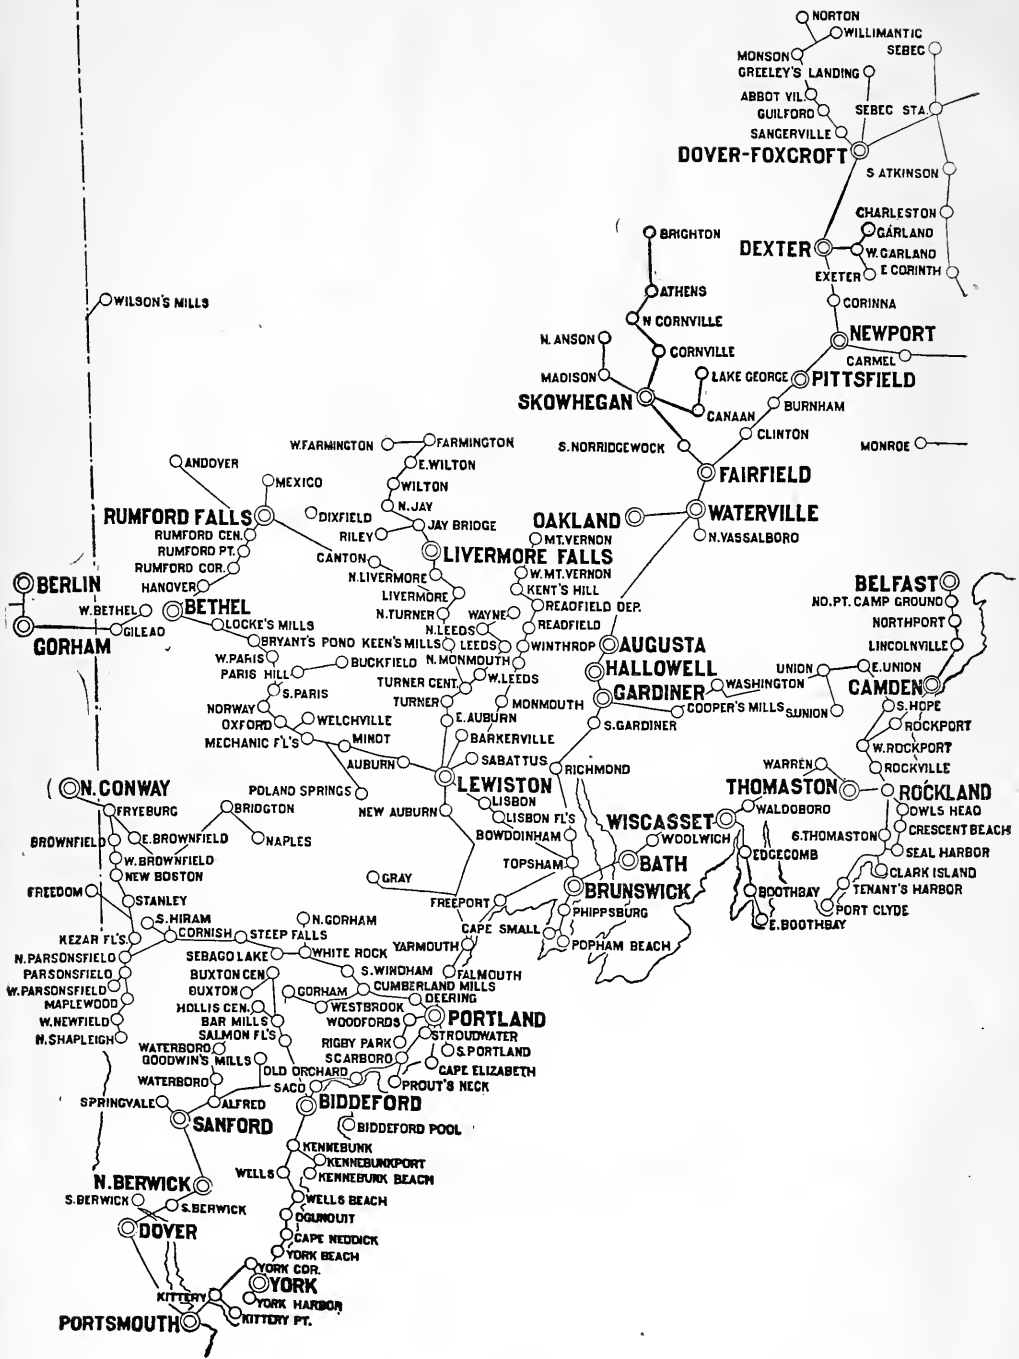 NORTON
WILLIMANTIC
SEBEC
MONSON
GREELEY'S LANDING
ABBOT VIL.
SEBEC STA.
GUILFORD
SANGERVILLE
DOVER-FOXCROFT
S ATKINSON
CHARLESTON
GARLAND
BRIGHTON
DEXTER
W. GARLAND
EXETER
E CORINTH
ATHENS
WILSON'S MILLS
CORINNA
N CORNVILLE
NEWPORT
N. ANSON
CORNVILLE
CARMEL
MADISON
LAKE GEORGE
PITTSFIELD
SKOWHEGAN
CANAAN
BURNHAM
CLINTON
W. FARMINGTON
FARMINGTON
S. NORRIDGEWOCK
MONROE
ANDOVER
E. WILTON
FAIRFIELD
MEXICO
WILTON
N. JAY
RUMFORD FALLS
DIXFIELD
JAY BRIDGE
OAKLAND
WATERVILLE
RUMFORD CEN.
RILEY
MT. VERNON
N. VASSALBORO
RUMFORD PT.
CANTON
LIVERMORE FALLS
RUMFORD COR.
N. LIVERMORE
W. MT. VERNON
BERLIN
HANOVER
LIVERMORE
KENT'S HILL
BELFAST
W. BETHEL
BETHEL
N. TURNER
WAYNE
READFIELD DEP.
NO. PT. CAMP GROUND
GILEAD
LOCKE'S MILLS
N. LEEDS
READFIELD
NORTHPORT
GORHAM
BRYANT'S POND
KEEN'S MILLS
LEEDS
WINTHROP
AUGUSTA
LINCOLNVILLE
W. PARIS
BUCKFIELD
N. MONMOUTH
HALLOWELL
UNION
E. UNION
PARIS HILL
TURNER CENT.
W. LEEDS
GARDINER
WASHINGTON
CAMDEN
S. PARIS
TURNER
MONMOUTH
COOPER'S MILLS
S. UNION
S. HOPE
NORWAY
WELCHVILLE
E. AUBURN
S. GARDINER
ROCKPORT
OXFORD
BARKERVILLE
W. ROCKPORT
MECHANIC F'L'S
MINOT
AUBURN
SABATTUS
RICHMOND
WARREN
ROCKVILLE
N. CONWAY
POLAND SPRINGS
LEWISTON
THOMASTON
ROCKLAND
FRYEBURG
BRIDGTON
NEW AUBURN
LISBON
WALDOBORO
OWLS HEAD
LISBON FL'S
WISCASSET
BROWNFIELD
E. BROWNFIELD
NAPLES
BOWDOINHAM
WOOLWICH
S. THOMASTON
CRESCENT BEACH
W. BROWNFIELD
TOPSHAM
BATH
EDGECOMB
SEAL HARBOR
NEW BOSTON
GRAY
BRUNSWICK
CLARK ISLAND
FREEDOM
STANLEY
FREEPORT
BOOTHBAY
TENANT'S HARBOR
S. HIRAM
N. GORHAM
PHIPPSBURG
PORT CLYDE
KEZAR FL'S.
CORNISH
STEEP FALLS
CAPE SMALL
E. BOOTHBAY
N. PARSONSFIELD
SEBAGO LAKE
WHITE ROCK
YARMOUTH
POPHAM BEACH
PARSONSFIELD
BUXTON CEN
S. WINDHAM
FALMOUTH
W. PARSONSFIELD
BUXTON
GORHAM
CUMBERLAND MILLS
MAPLEWOOD
HOLLIS CEN.
WESTBROOK
DEERING
W. NEWFIELD
BAR MILLS
WOODFORDS
PORTLAND
N. SHAPLEIGH
SALMON FL'S
RIGBY PARK
STROUDWATER
WATERBORO
SCARBORO
S. PORTLAND
GOODWIN'S MILLS
OLD ORCHARD
CAPE ELIZABETH
WATERBORO
SACO
PROUT'S NECK
SPRINGVALE
ALFRED
BIDDEFORD
SANFORD
BIDDEFORD POOL
KENNEBUNK
KENNEBUNKPORT
N. BERWICK
WELLS
KENNEBUNK BEACH
S. BERWICK
S. BERWICK
WELLS BEACH
DOVER
OGUNQUIT
CAPE NEDDICK
YORK BEACH
YORK COR.
YORK
KITTERY
YORK HARBOR
PORTSMOUTH
KITTERY PT.